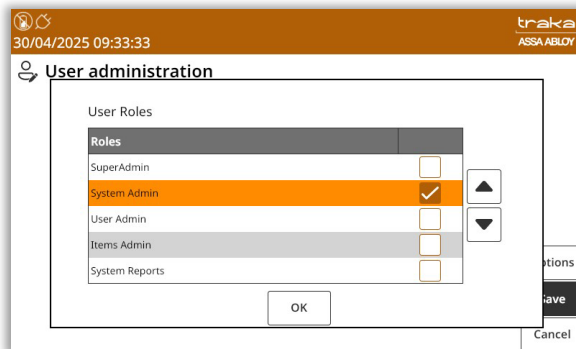 traka
30/04/2025 09:33:33
ASSA ABLOY
User administration
User Roles
Roles
SuperAdmin
System Admin
User Admin
Items Admin
System Reports
OK
ptions
ave
Cancel